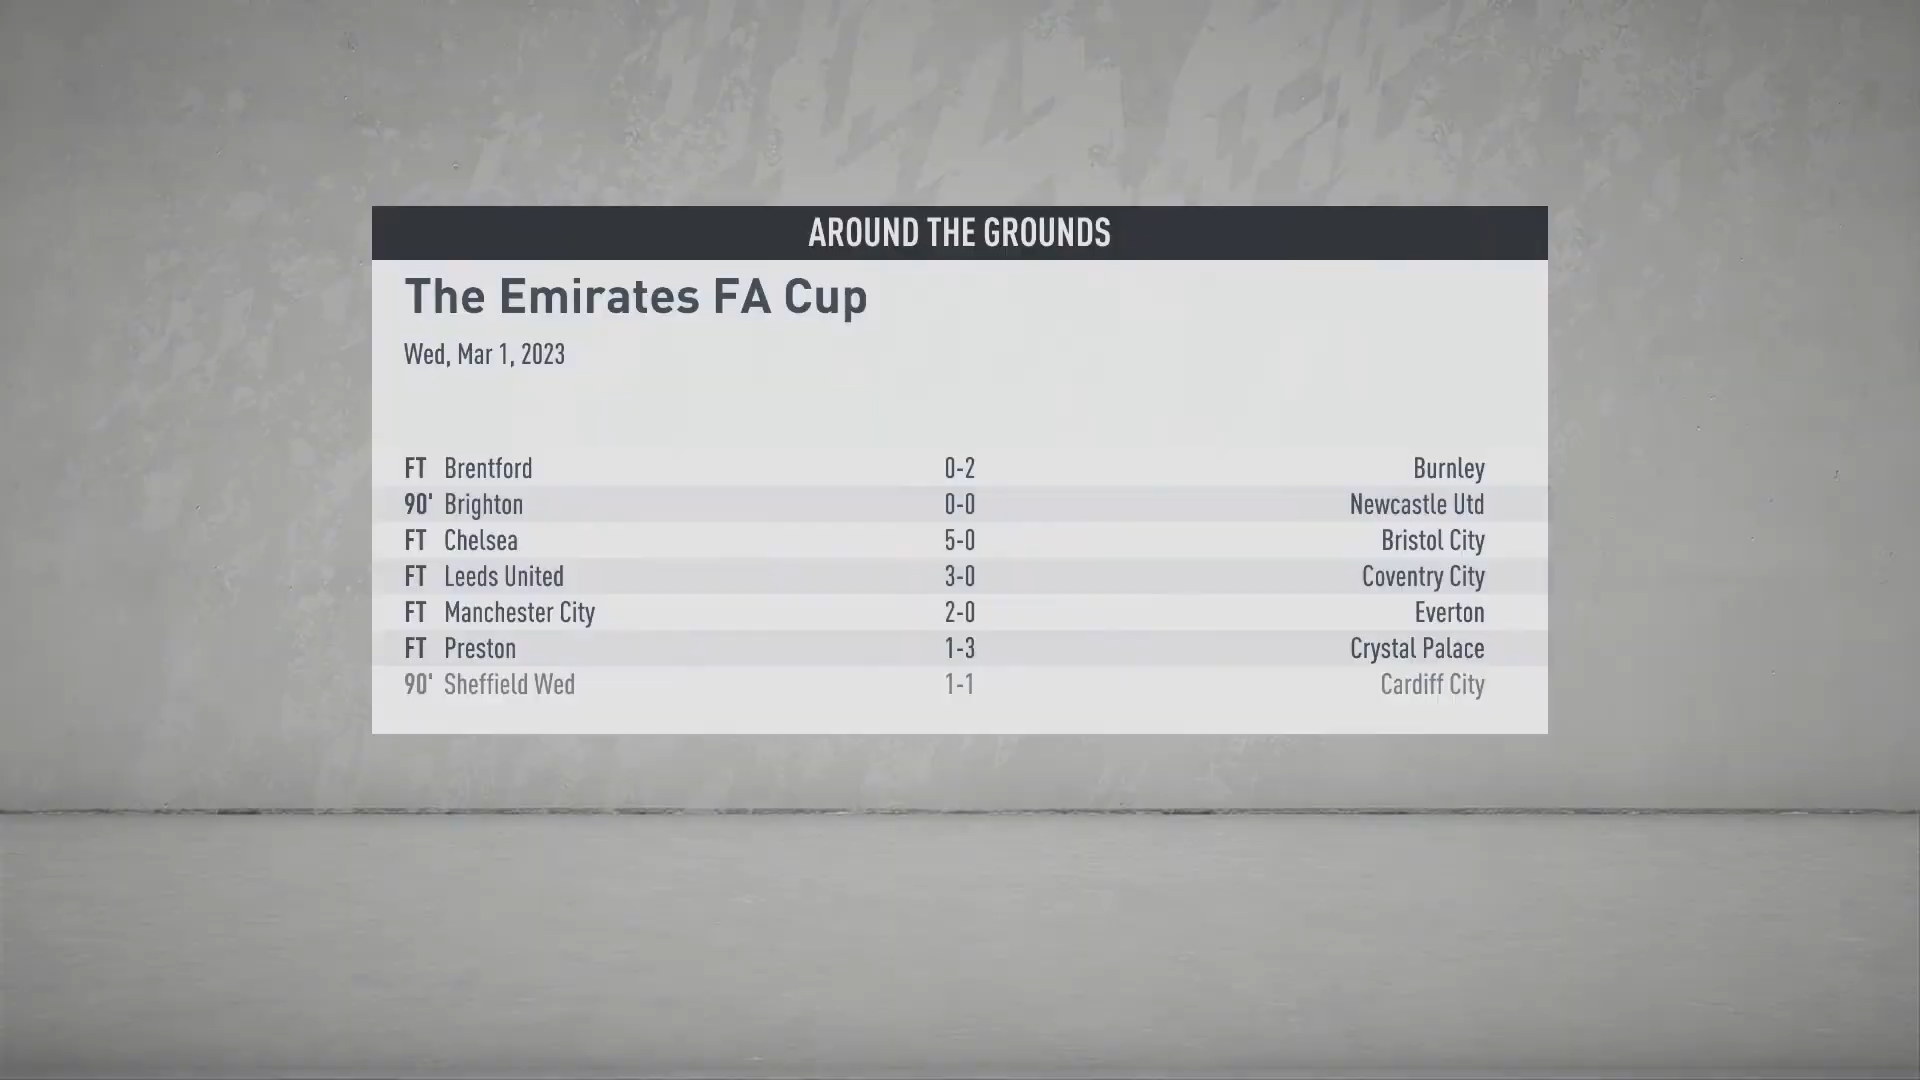 AROUND THE GROUNDS
The Emirates FA Cup
Wed, Mar 1, 2023
FT Brentford 0-2 Burnley
90' Brighton 0-0 Newcastle Utd
FT Chelsea 5-0 Bristol City
FT Leeds United 3-0 Coventry City
FT Manchester City 2-0 Everton
FT Preston 1-3 Crystal Palace
90' Sheffield Wed 1-1 Cardiff City